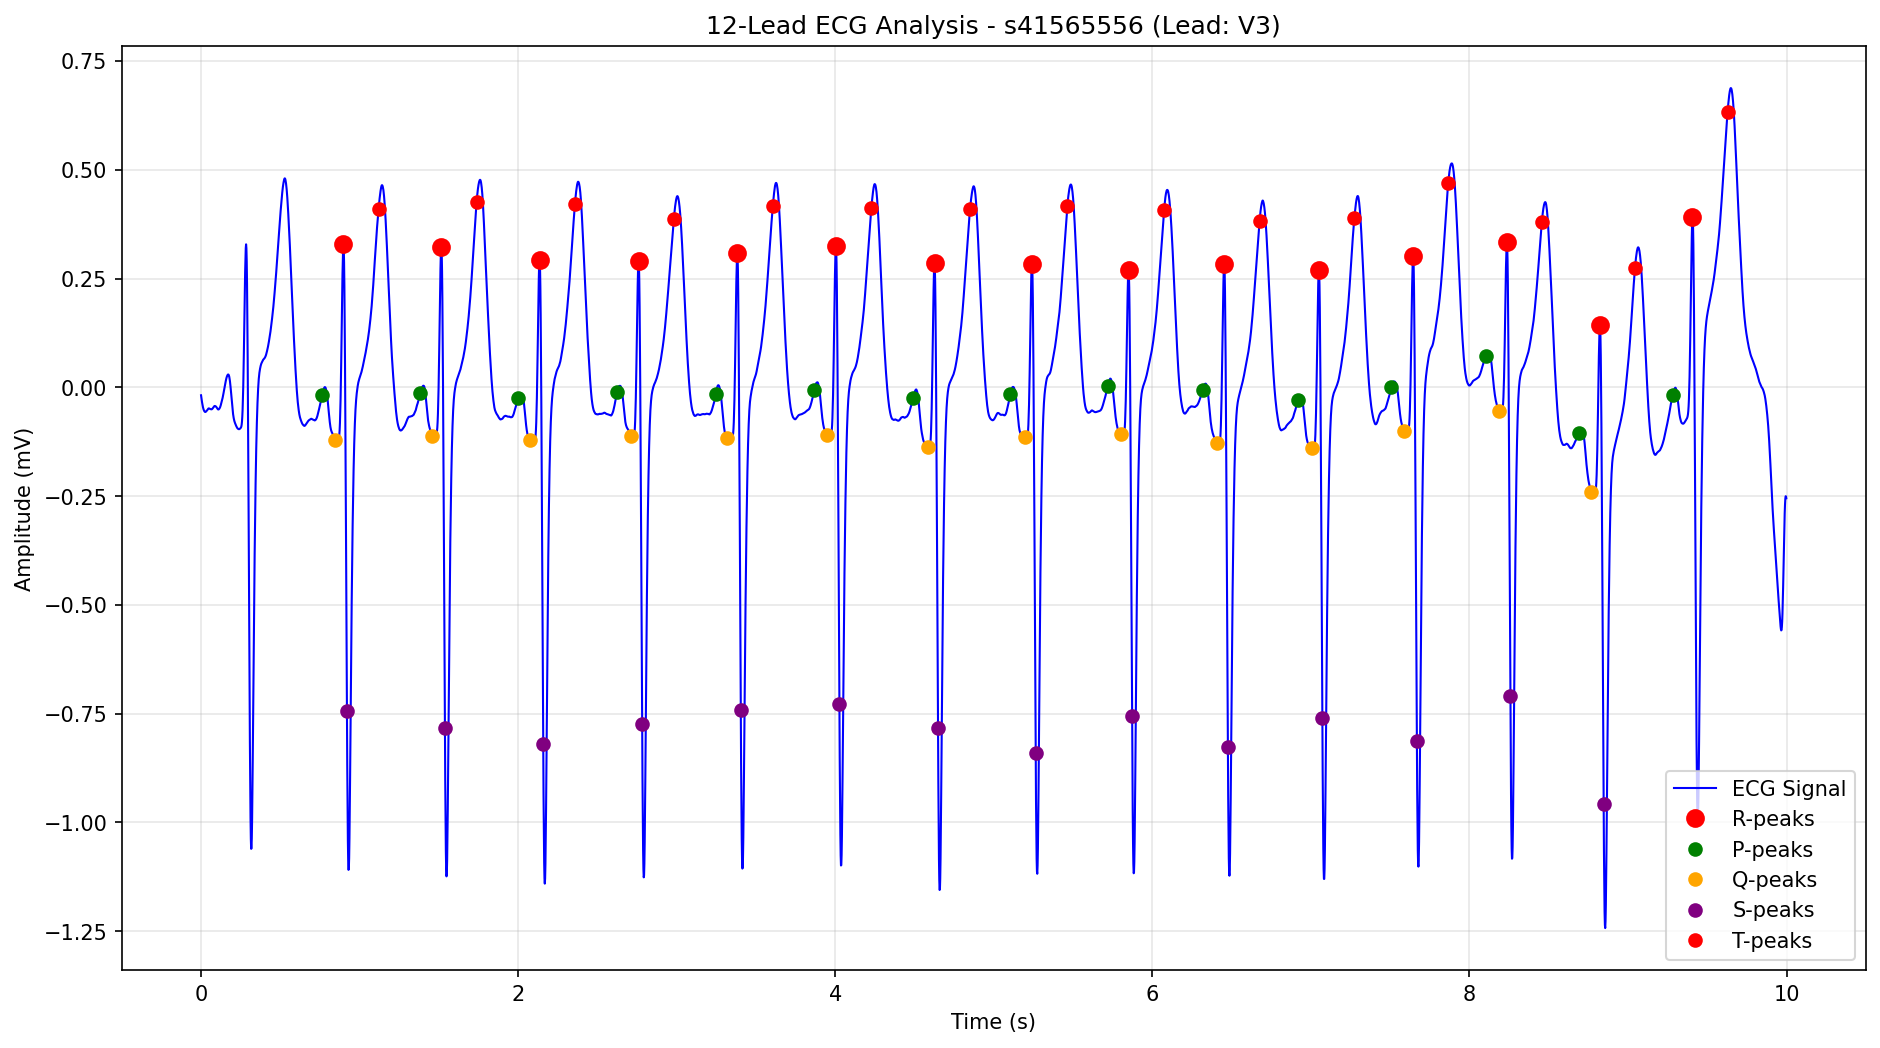 12-Lead ECG Analysis - s41565556 (Lead: V3)
Amplitude (mV)
0.75
0.50
0.25
0.00
−0.25
−0.50
−0.75
−1.00
−1.25
0 2 4 6 8 10
Time (s)
ECG Signal
R-peaks
P-peaks
Q-peaks
S-peaks
T-peaks